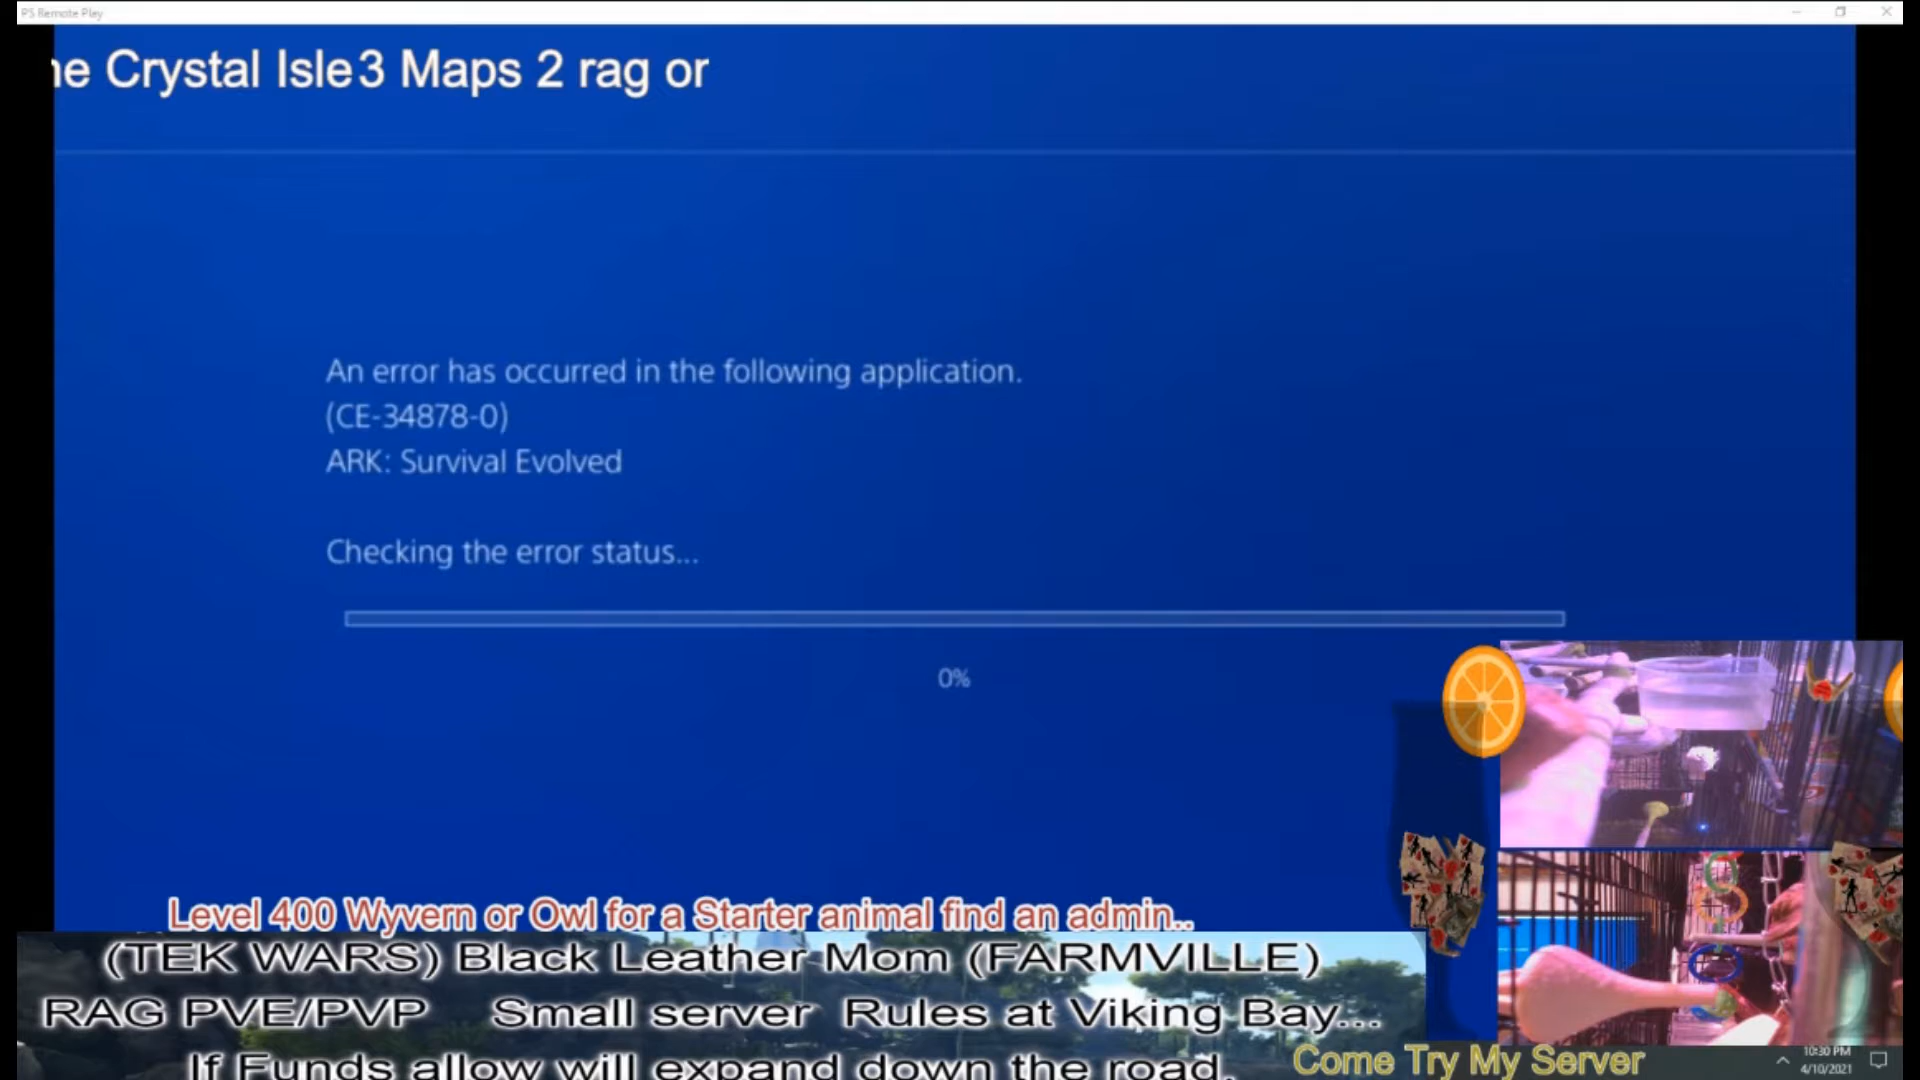 PS Remote Play
ne Crystal Isle3 Maps 2 rag or
An error has occurred in the following application.
(CE-34878-0)
ARK: Survival Evolved
Checking the error status...
0%
Level 400 Wyvern or Owl for a Starter animal find an admin..
(TEK WARS) Black Leather Mom (FARMVILLE)
RAG PVE/PVP Small server Rules at Viking Bay...
If Funds allow will expand down the road.
Come Try My Server
10:30 PM
4/10/2021